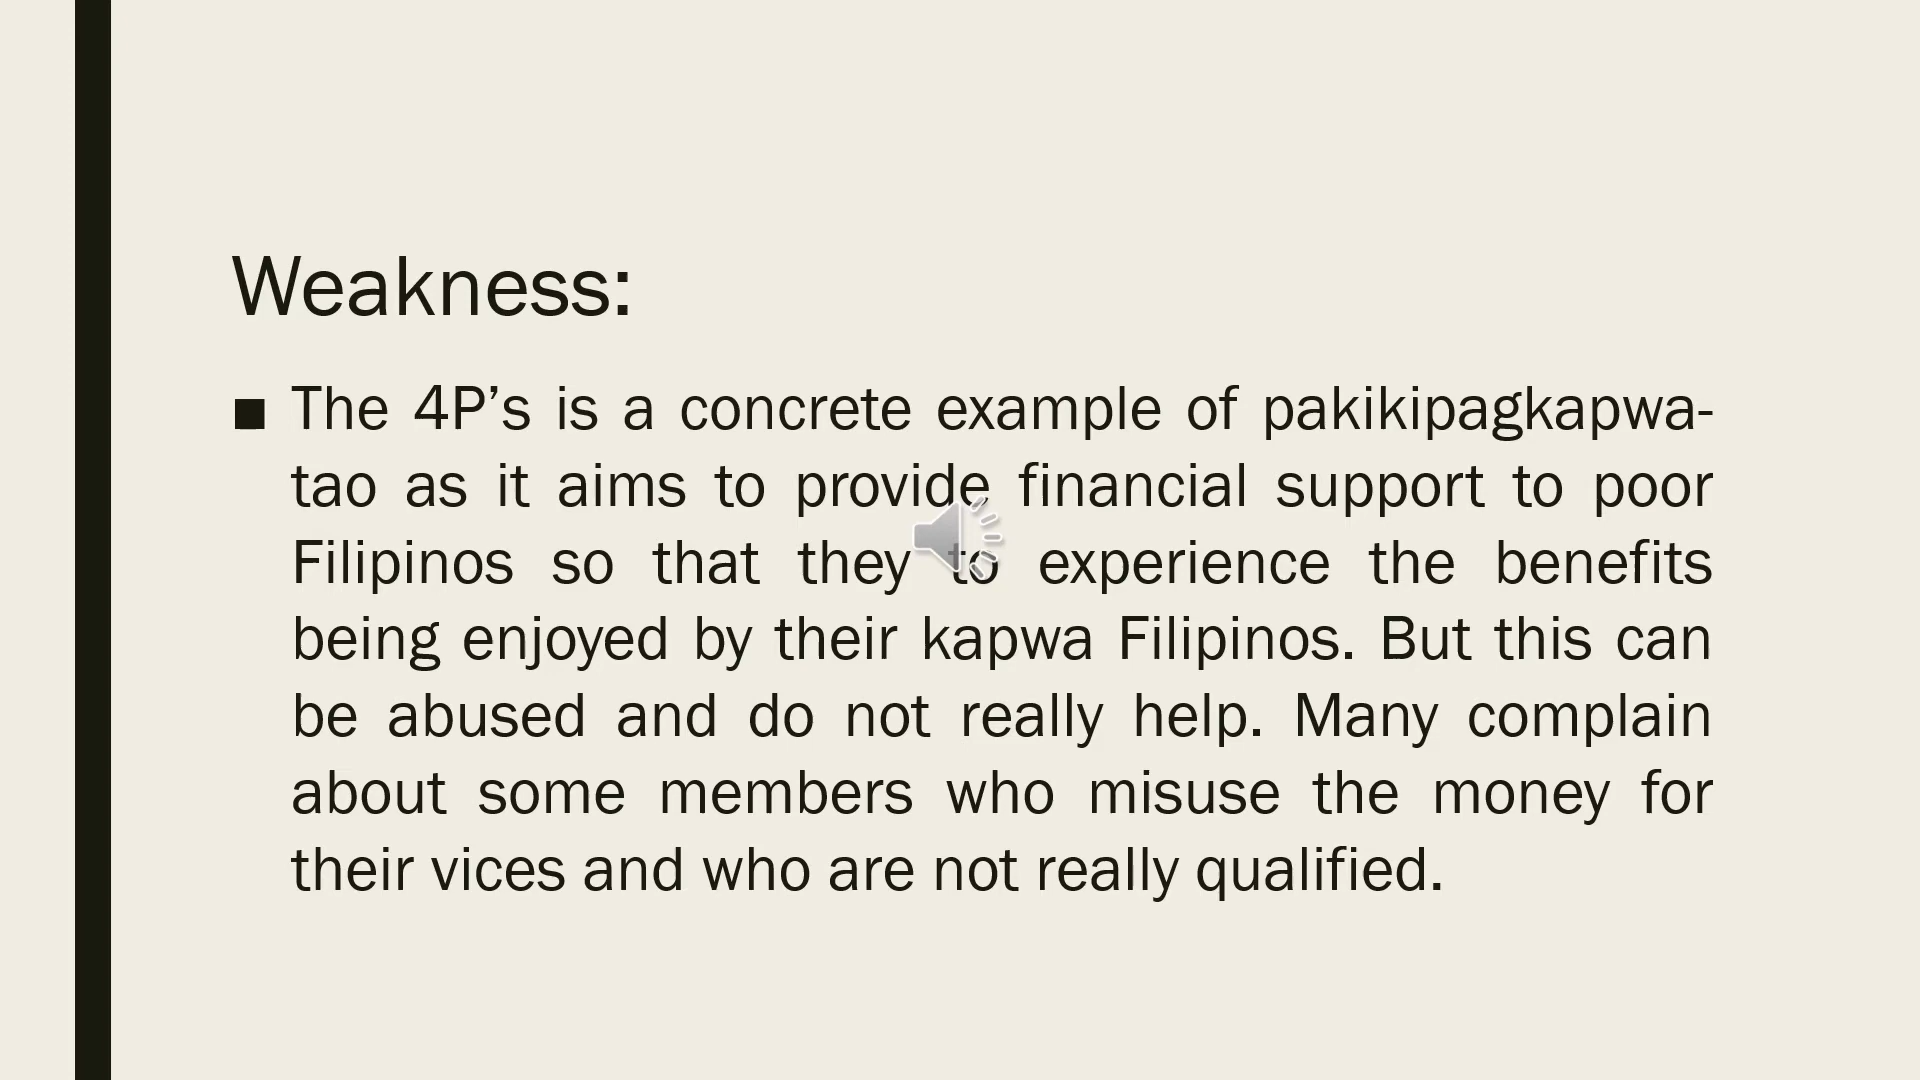 Weakness:
■ The 4P’s is a concrete example of pakikipagkapwa-
tao as it aims to provide financial support to poor
Filipinos so that they to experience the benefits
being enjoyed by their kapwa Filipinos. But this can
be abused and do not really help. Many complain
about some members who misuse the money for
their vices and who are not really qualified.